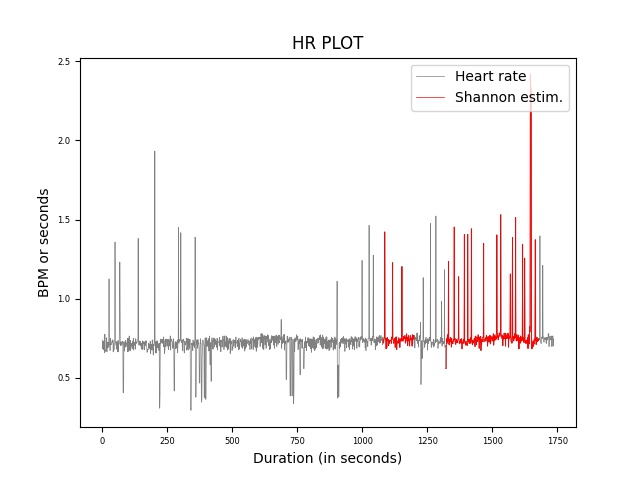 HR PLOT
Heart rate
Shannon estim.
BPM or seconds
2.5
2.0
1.5
1.0
0.5
0 250 500 750 1000 1250 1500 1750
Duration (in seconds)